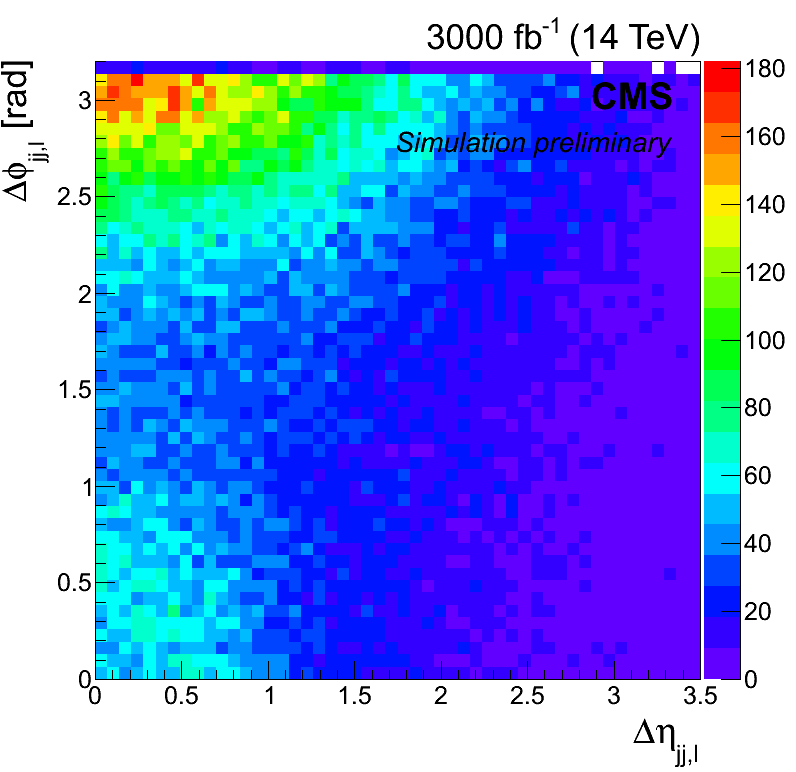 3000 fb-1 (14 TeV)
CMS
Simulation preliminary
Δφjj,l [rad]
3
2.5
2
1.5
1
0.5
0
0 0.5 1 1.5 2 2.5 3 3.5
Δηjj,l
180
160
140
120
100
80
60
40
20
0